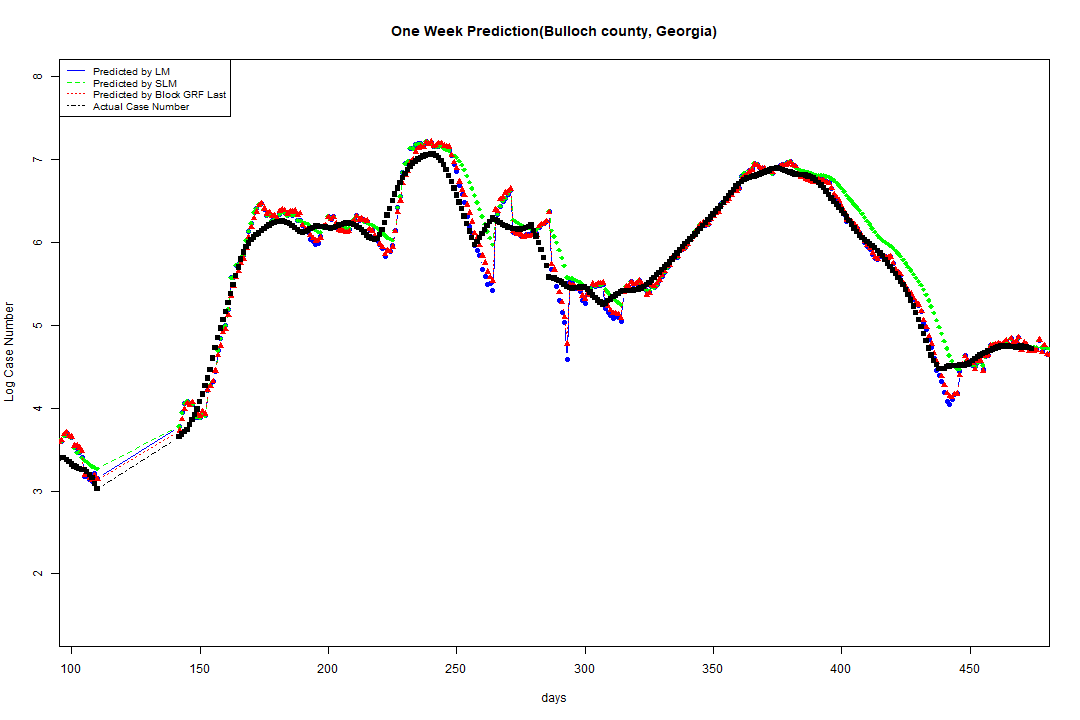 One Week Prediction(Bulloch county, Georgia)
Predicted by LM
Predicted by SLM
Predicted by Block GRF Last
Actual Case Number
8
7
6
5
4
3
2
Log Case Number
100 150 200 250 300 350 400 450
days